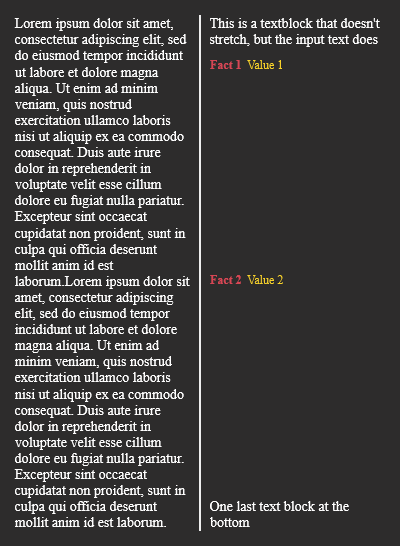 Lorem ipsum dolor sit amet,
consectetur adipiscing elit, sed
do eiusmod tempor incididunt
ut labore et dolore magna
aliqua. Ut enim ad minim
veniam, quis nostrud
exercitation ullamco laboris
nisi ut aliquip ex ea commodo
consequat. Duis aute irure
dolor in reprehenderit in
voluptate velit esse cillum
dolore eu fugiat nulla pariatur.
Excepteur sint occaecat
cupidatat non proident, sunt in
culpa qui officia deserunt
mollit anim id est
laborum.Lorem ipsum dolor sit
amet, consectetur adipiscing
elit, sed do eiusmod tempor
incididunt ut labore et dolore
magna aliqua. Ut enim ad
minim veniam, quis nostrud
exercitation ullamco laboris
nisi ut aliquip ex ea commodo
consequat. Duis aute irure
dolor in reprehenderit in
voluptate velit esse cillum
dolore eu fugiat nulla pariatur.
Excepteur sint occaecat
cupidatat non proident, sunt in
culpa qui officia deserunt
mollit anim id est laborum.
This is a textblock that doesn't
stretch, but the input text does
Fact 1 Value 1
Fact 2 Value 2
One last text block at the
bottom